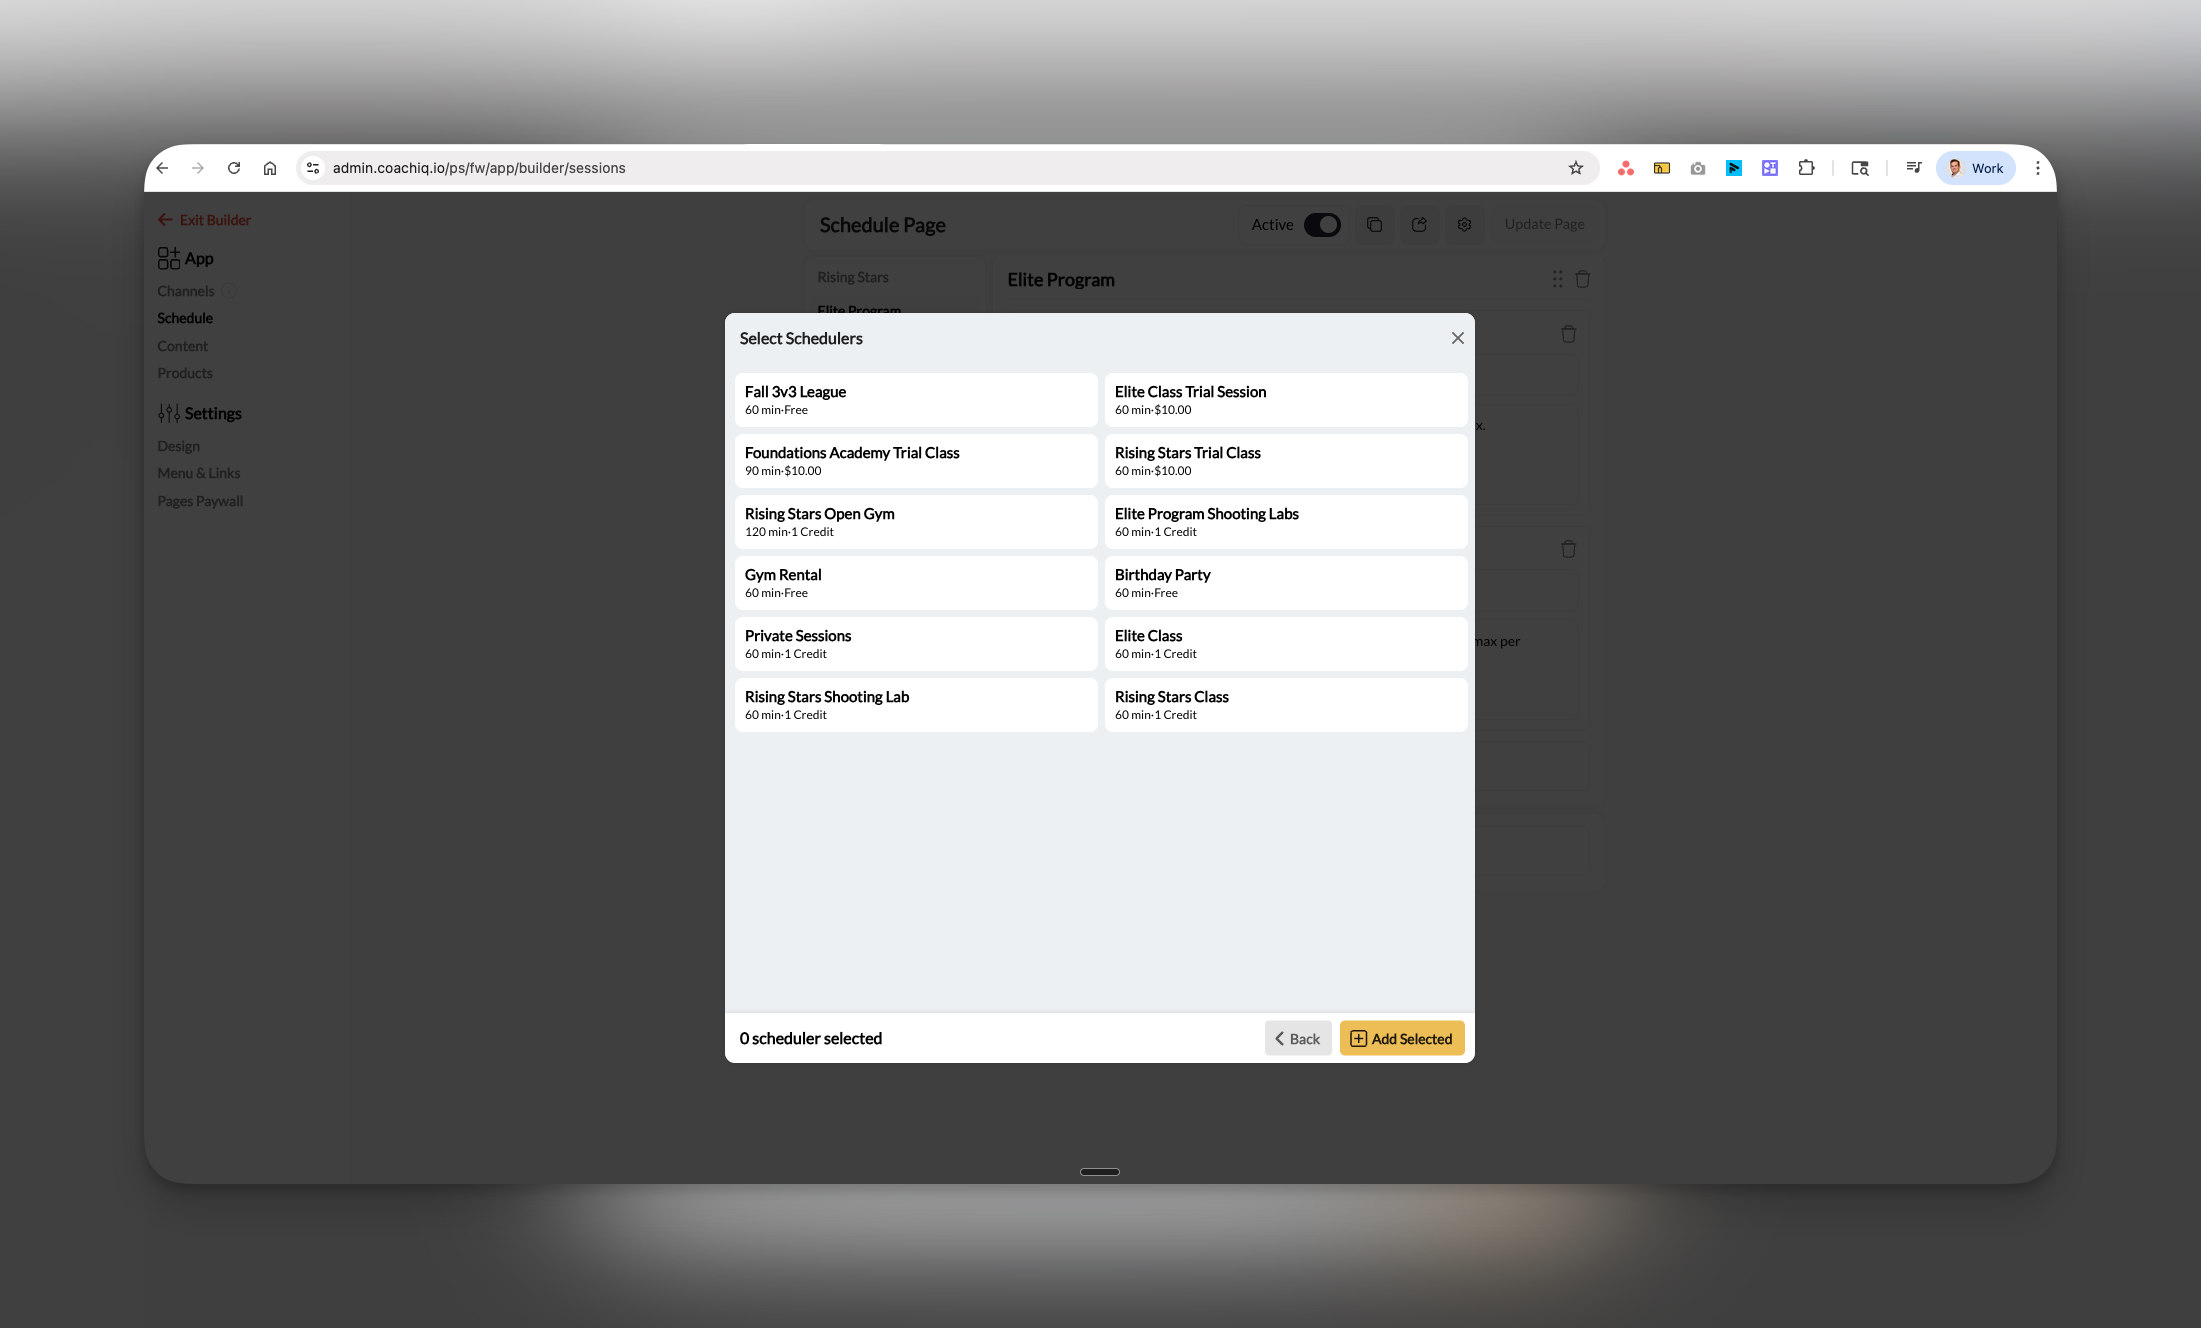 admin.coachiq.io/ps/fw/app/builder/sessions
Work
Exit Builder
App
Channels
Schedule
Content
Products
Settings
Design
Menu & Links
Pages Paywall
Schedule Page
Active
Update Page
Rising Stars
Elite Program
Elite Program
x.
max per
Select Schedulers
Fall 3v3 League
60 min·Free
Elite Class Trial Session
60 min·$10.00
Foundations Academy Trial Class
90 min·$10.00
Rising Stars Trial Class
60 min·$10.00
Rising Stars Open Gym
120 min·1 Credit
Elite Program Shooting Labs
60 min·1 Credit
Gym Rental
60 min·Free
Birthday Party
60 min·Free
Private Sessions
60 min·1 Credit
Elite Class
60 min·1 Credit
Rising Stars Shooting Lab
60 min·1 Credit
Rising Stars Class
60 min·1 Credit
0 scheduler selected
Back
Add Selected